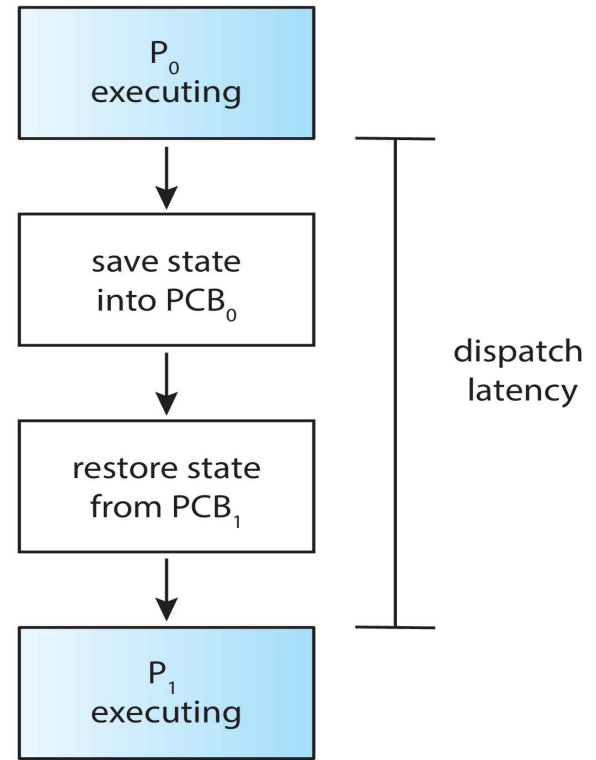 P₀
executing
save state
into PCB₀
restore state
from PCB₁
P₁
executing
dispatch
latency